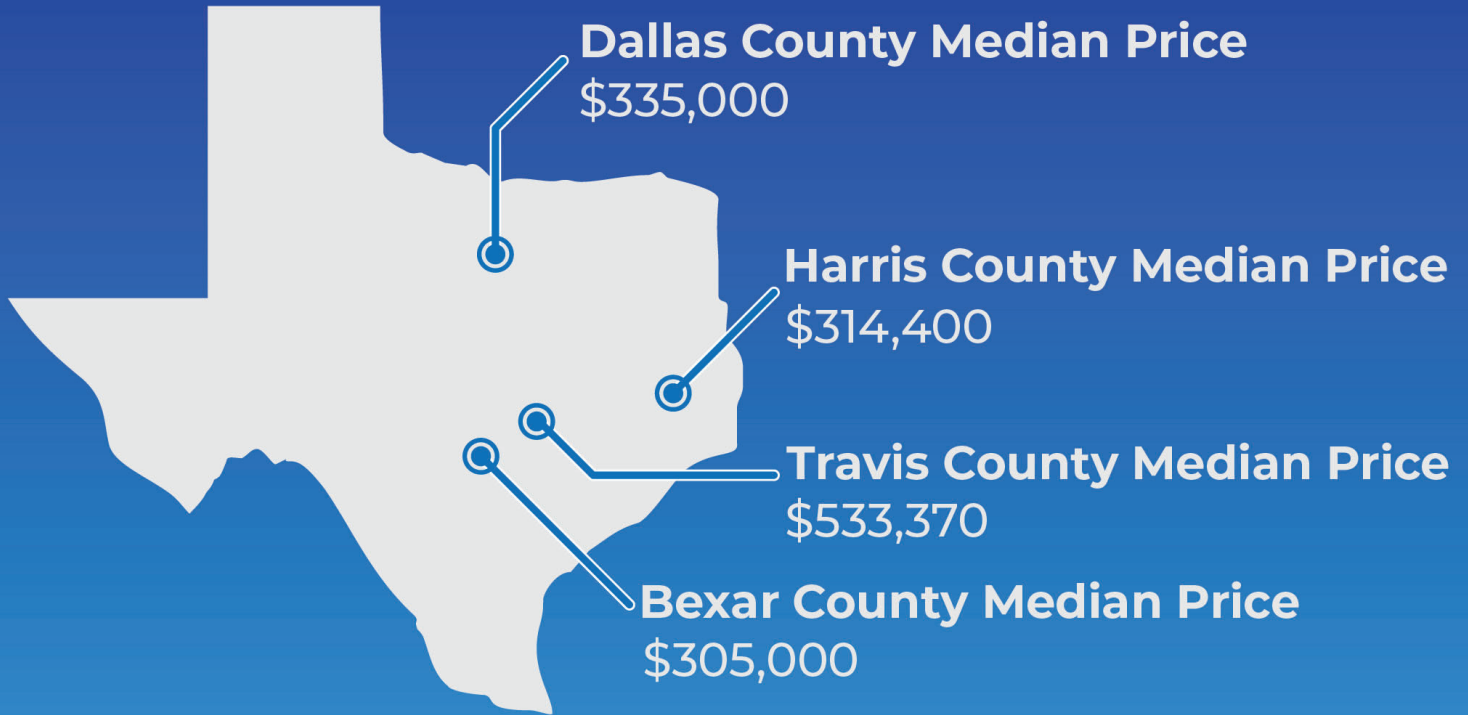 Dallas County Median Price
$335,000
Harris County Median Price
$314,400
Travis County Median Price
$533,370
Bexar County Median Price
$305,000